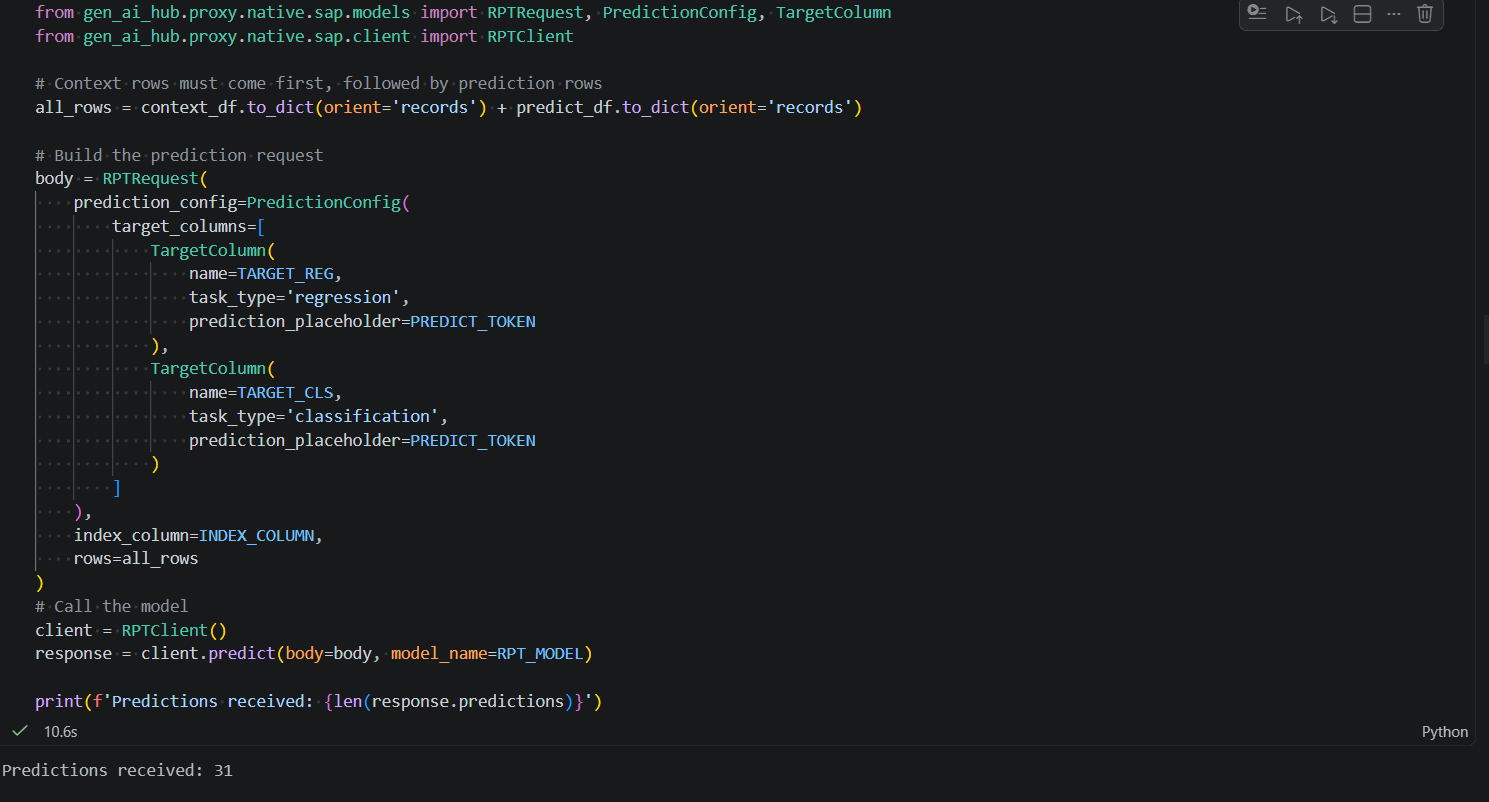 from gen_ai_hub.proxy.native.sap.models import RPTRequest, PredictionConfig, TargetColumn
from gen_ai_hub.proxy.native.sap.client import RPTClient

# Context rows must come first, followed by prediction rows
all_rows = context_df.to_dict(orient='records') + predict_df.to_dict(orient='records')

# Build the prediction request
body = RPTRequest(
    prediction_config=PredictionConfig(
        target_columns=[
            TargetColumn(
                name=TARGET_REG,
                task_type='regression',
                prediction_placeholder=PREDICT_TOKEN
            ),
            TargetColumn(
                name=TARGET_CLS,
                task_type='classification',
                prediction_placeholder=PREDICT_TOKEN
            )
        ]
    ),
    index_column=INDEX_COLUMN,
    rows=all_rows
)
# Call the model
client = RPTClient()
response = client.predict(body=body, model_name=RPT_MODEL)

print(f'Predictions received: {len(response.predictions)}')
10.6s
Python
Predictions received: 31